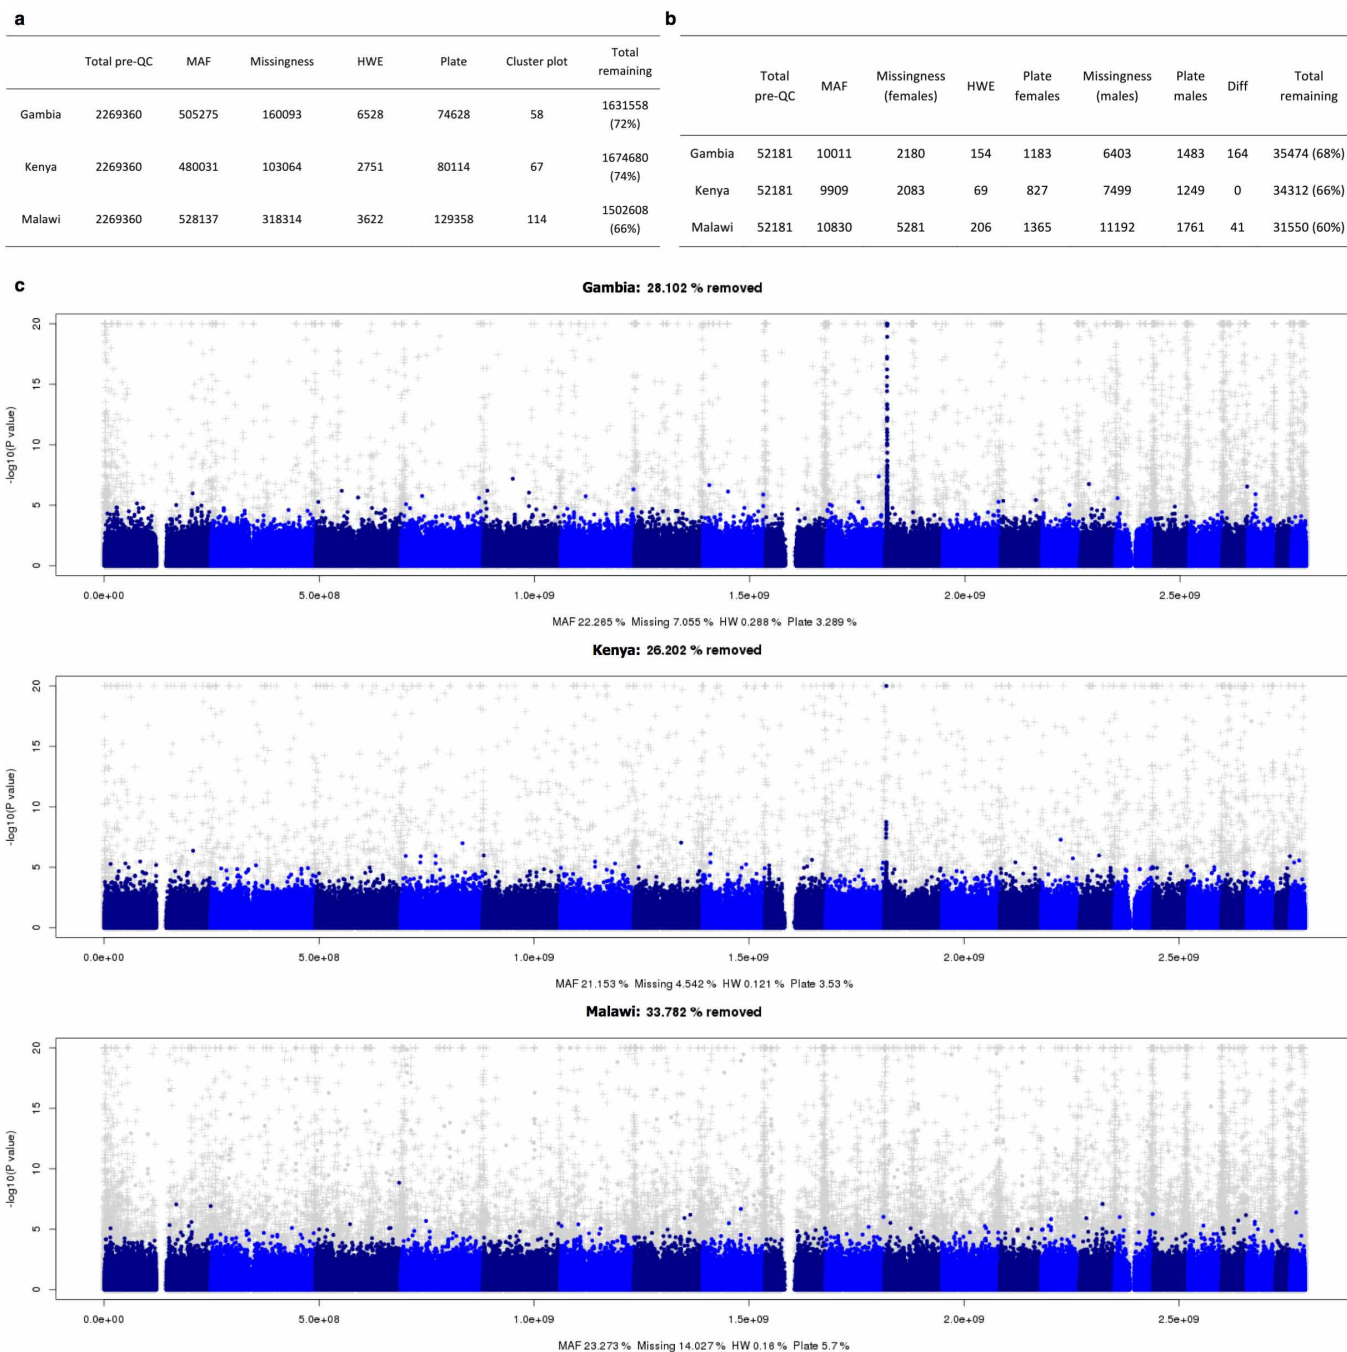 a
Total pre-QC MAF Missingness HWE Plate Cluster plot Total remaining
Gambia 2269360 505275 160093 6528 74628 58 1631558 (72%)
Kenya 2269360 480031 103064 2751 80114 67 1674680 (74%)
Malawi 2269360 528137 318314 3622 129358 114 1502608 (66%)
b
Total pre-QC MAF Missingness (females) HWE Plate females Missingness (males) Plate males Diff Total remaining
Gambia 52181 10011 2180 154 1183 6403 1483 164 35474 (68%)
Kenya 52181 9909 2083 69 827 7499 1249 0 34312 (66%)
Malawi 52181 10830 5281 206 1365 11192 1761 41 31550 (60%)
c
Gambia: 28.102 % removed
-log10(P value)
20
15
10
5
0
0.0e+00 5.0e+08 1.0e+09 1.5e+09 2.0e+09 2.5e+09
MAF 22.265 % Missing 7.055 % HW 0.288 % Plate 3.289 %
Kenya: 26.202 % removed
-log10(P value)
20
15
10
5
0
0.0e+00 5.0e+08 1.0e+09 1.5e+09 2.0e+09 2.5e+09
MAF 21.153 % Missing 4.542 % HW 0.121 % Plate 3.53 %
Malawi: 33.782 % removed
-log10(P value)
20
15
10
5
0
0.0e+00 5.0e+08 1.0e+09 1.5e+09 2.0e+09 2.5e+09
MAF 23.273 % Missing 14.027 % HW 0.16 % Plate 5.7 %